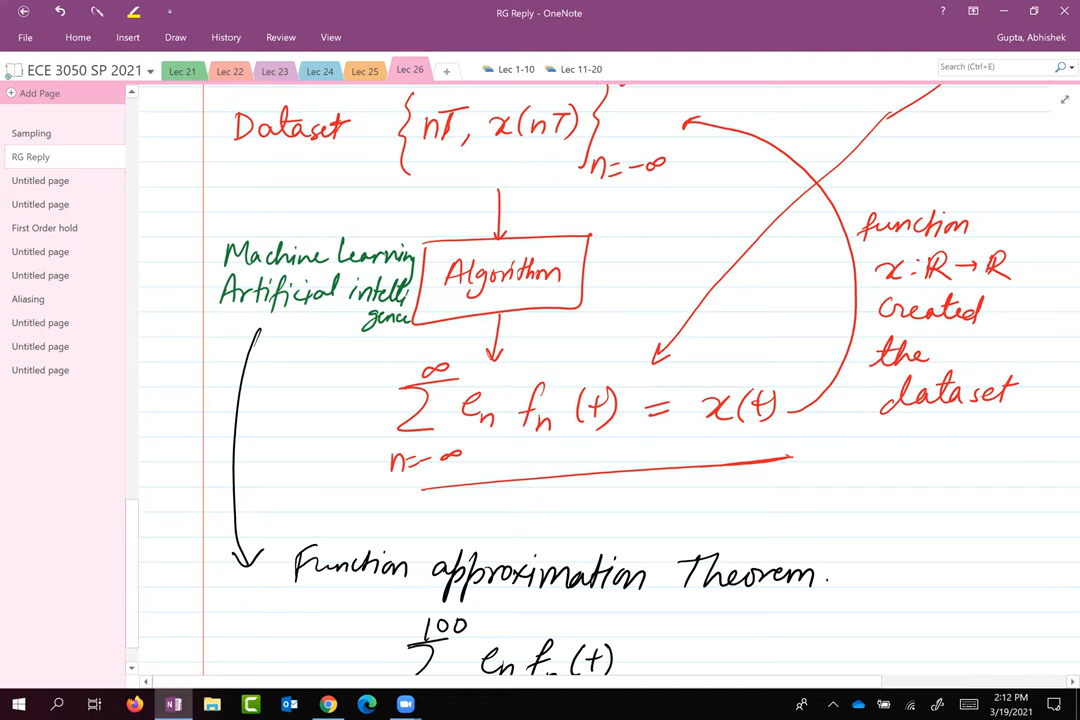 RG Reply - OneNote
?
File Home Insert Draw History Review View
Gupta, Abhishek
ECE 3050 SP 2021
Lec 21 Lec 22 Lec 23 Lec 24 Lec 25 Lec 26 + Lec 1-10 Lec 11-20
Search (Ctrl+E)
Add Page
Sampling
RG Reply
Untitled page
Untitled page
First Order hold
Untitled page
Untitled page
Aliasing
Untitled page
Untitled page
Untitled page
Dataset { nT, x(nT) }
n=-∞
Machine Learning
Artificial intelli
gence
Algorithm
function
x: ℝ → ℝ
created
the
dataset
∞
∑ en fn (t) = x(t)
n=-∞
Function approximation Theorem.
100
∑ en fn (t)
2:12 PM
3/19/2021